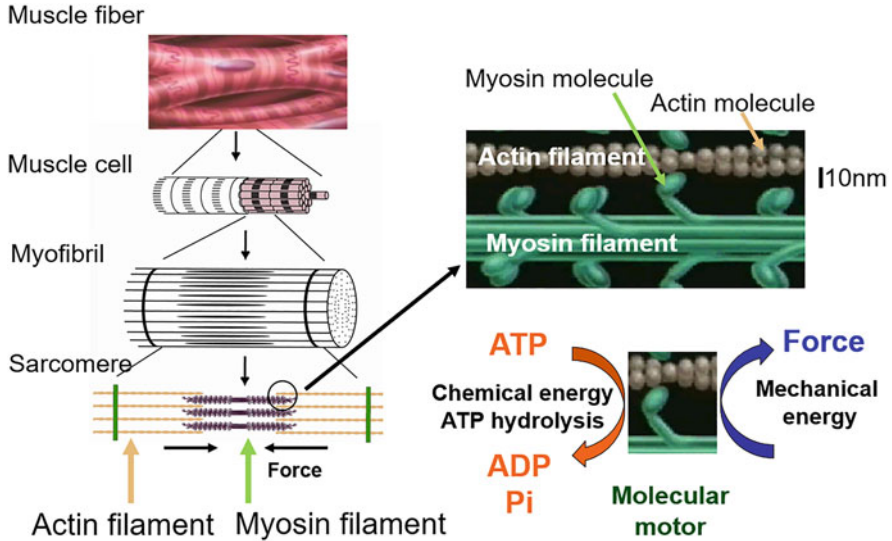 Muscle fiber
Muscle cell
Myofibril
Sarcomere
Force
Actin filament
Myosin filament
Myosin molecule
Actin molecule
Actin filament
10nm
Myosin filament
ATP
Chemical energy
ATP hydrolysis
ADP
Pi
Force
Mechanical
energy
Molecular
motor